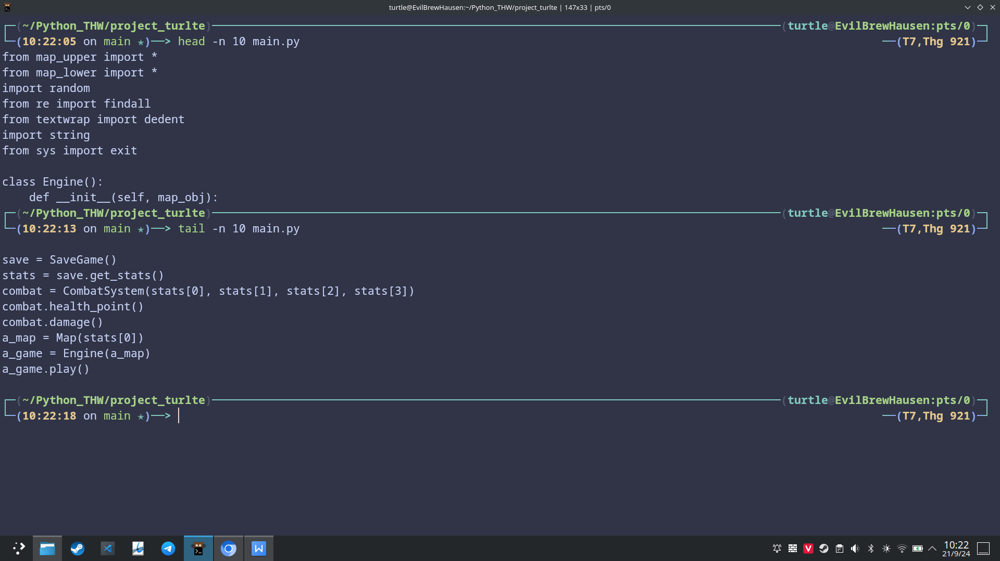 turtle@EvilBrewHausen:~/Python_THW/project_turlte | 147x33 | pts/0
(~/Python_THW/project_turlte) (turtle@EvilBrewHausen:pts/0)
(10:22:05 on main ★)──> head -n 10 main.py (T7,Thg 921)
from map_upper import *
from map_lower import *
import random
from re import findall
from textwrap import dedent
import string
from sys import exit
class Engine():
    def __init__(self, map_obj):
(~/Python_THW/project_turlte) (turtle@EvilBrewHausen:pts/0)
(10:22:13 on main ★)──> tail -n 10 main.py (T7,Thg 921)
save = SaveGame()
stats = save.get_stats()
combat = CombatSystem(stats[0], stats[1], stats[2], stats[3])
combat.health_point()
combat.damage()
a_map = Map(stats[0])
a_game = Engine(a_map)
a_game.play()
(~/Python_THW/project_turlte) (turtle@EvilBrewHausen:pts/0)
(10:22:18 on main ★)──> (T7,Thg 921)
W
V
10:22
21/9/24